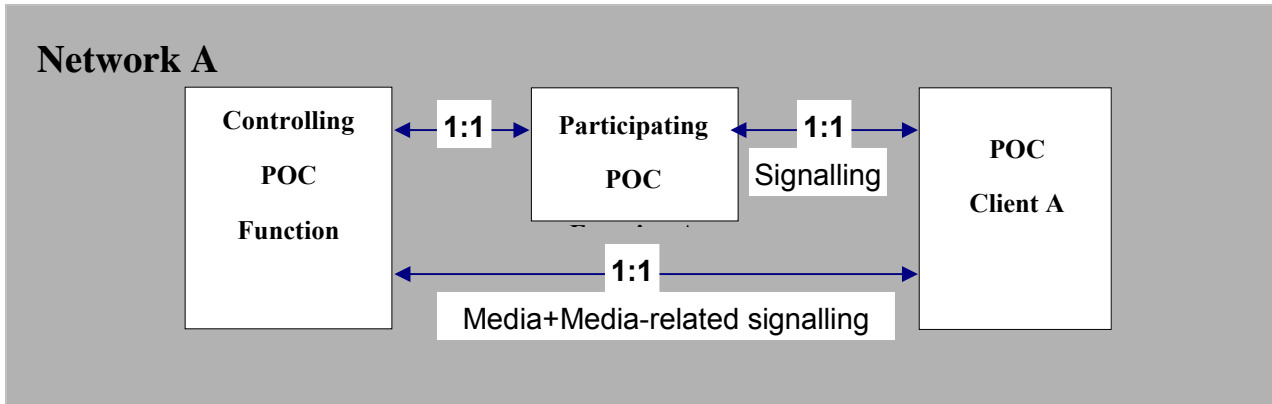 Network A
Controlling
POC
Function
1:1
Participating
POC
1:1
Signalling
POC
Client A
1:1
Media+Media-related signalling